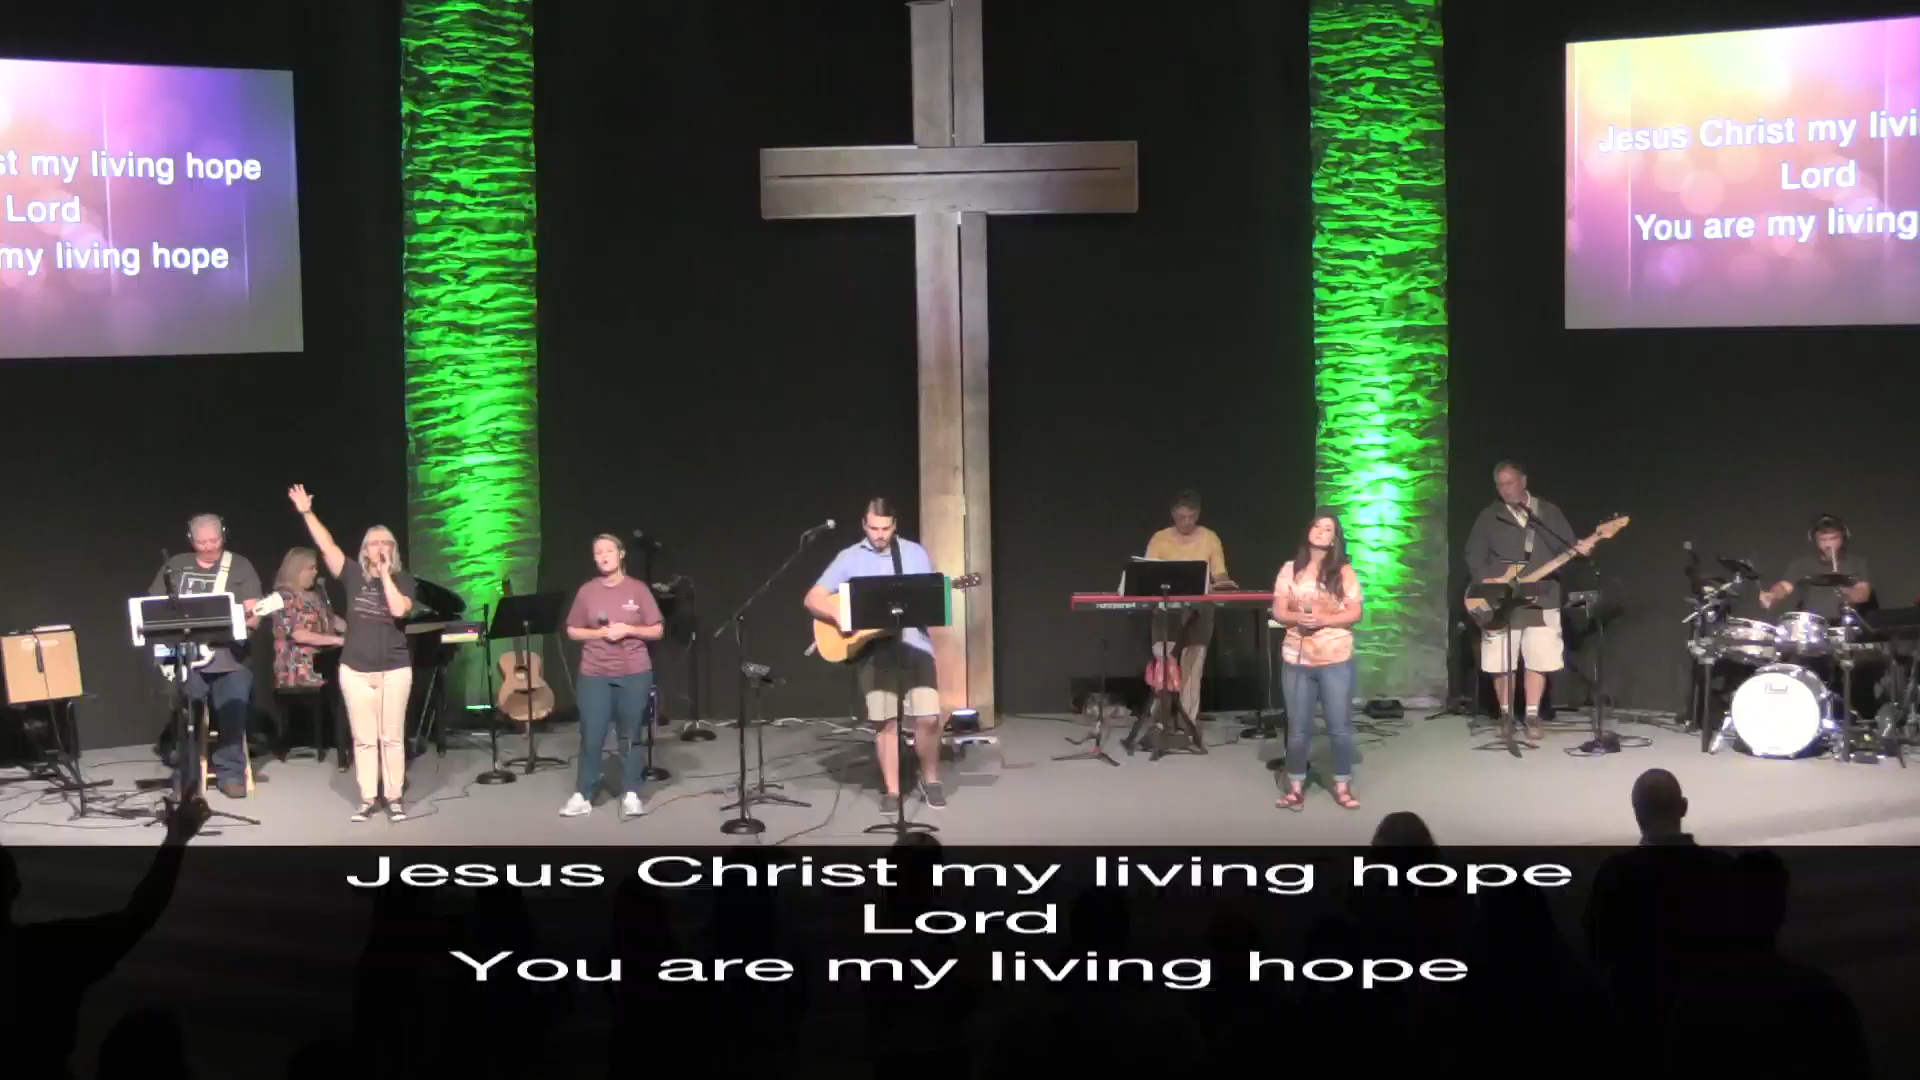 st my living hope
Lord
my living hope
Jesus Christ my livi
Lord
You are my living
Jesus Christ my living hope
Lord
You are my living hope